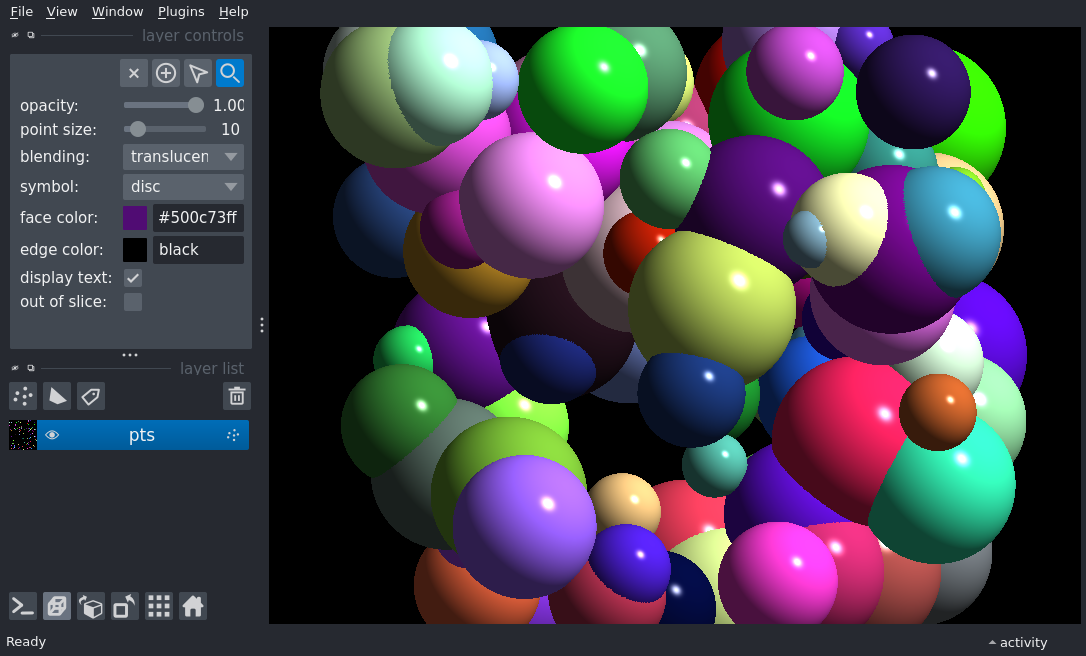 File View Window Plugins Help
layer controls
opacity: 1.00
point size: 10
blending: translucen
symbol: disc
face color: #500c73ff
edge color: black
display text:
out of slice:
layer list
pts
Ready
activity